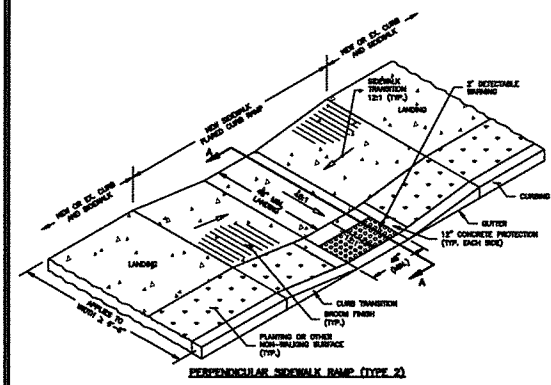 NEW OR EX. CURB
AND SIDEWALK
NEW SIDEWALK
FLARED CURB RAMP
NEW OR EX. CURB
AND SIDEWALK
SIDEWALK
TRANSITION
12:1 (TYP.)
2' DETECTABLE
WARNING
LANDING
A
MIN.
LANDING
LANDING
CURBING
GUTTER
12" CONCRETE PROTECTION
(TYP. EACH SIDE)
(MIN.)
A
CURB TRANSITION
BROOM FINISH
(TYP.)
PLANTING OR OTHER
NON-WALKING SURFACE
(TYP.)
APPLIES TO
PERPENDICULAR SIDEWALK RAMP (TYPE 2)